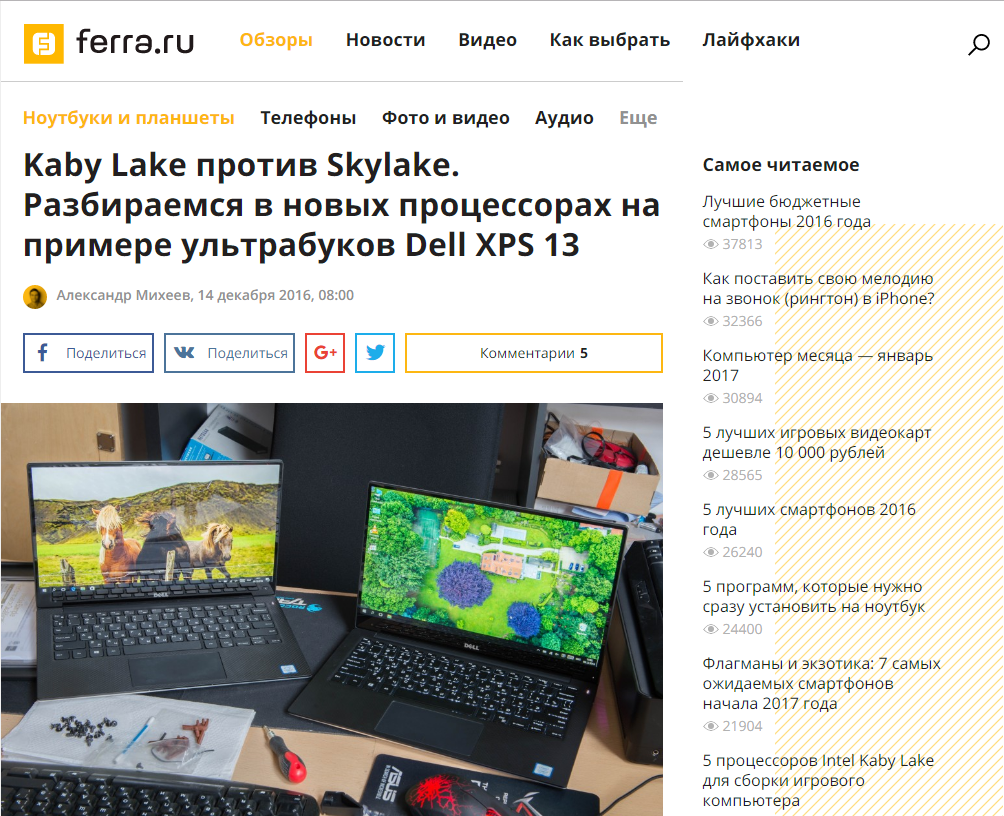 ferra.ru
Обзоры Новости Видео Как выбрать Лайфхаки
Ноутбуки и планшеты Телефоны Фото и видео Аудио Еще
Kaby Lake против Skylake.
Разбираемся в новых процессорах на
примере ультрабуков Dell XPS 13
Александр Михеев, 14 декабря 2016, 08:00
Поделиться Поделиться G+ Комментарии 5
DELL
DELL
ASUS
Самое читаемое
Лучшие бюджетные
смартфоны 2016 года
37813
Как поставить свою мелодию
на звонок (рингтон) в iPhone?
32366
Компьютер месяца — январь
2017
30894
5 лучших игровых видеокарт
дешевле 10 000 рублей
28565
5 лучших смартфонов 2016
года
26240
5 программ, которые нужно
сразу установить на ноутбук
24400
Флагманы и экзотика: 7 самых
ожидаемых смартфонов
начала 2017 года
21904
5 процессоров Intel Kaby Lake
для сборки игрового
компьютера